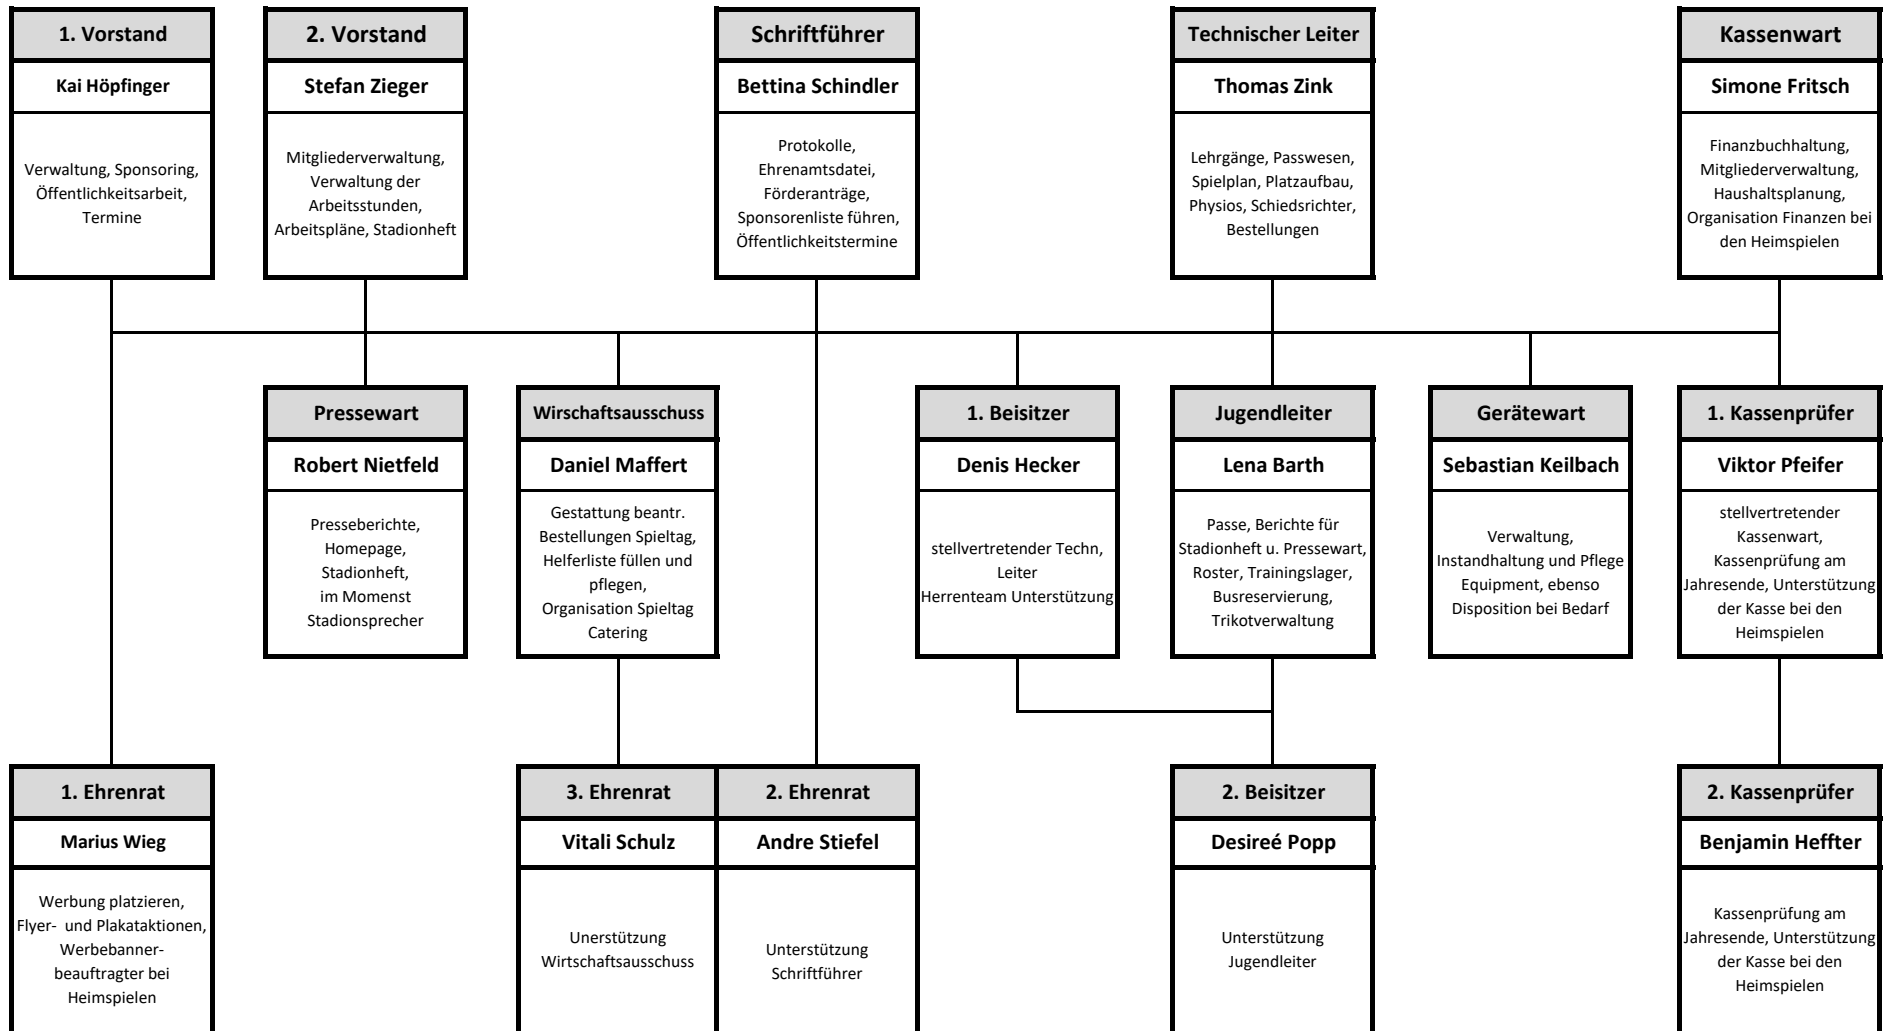 1. Vorstand
Kai Höpfinger
Verwaltung, Sponsoring,
Öffentlichkeitsarbeit,
Termine
2. Vorstand
Stefan Zieger
Mitgliederverwaltung,
Verwaltung der
Arbeitsstunden,
Arbeitspläne, Stadionheft
Schriftführer
Bettina Schindler
Protokolle,
Ehrenamtsdatei,
Förderanträge,
Sponsorenliste führen,
Öffentlichkeitstermine
Technischer Leiter
Thomas Zink
Lehrgänge, Passwesen,
Spielplan, Platzaufbau,
Physios, Schiedsrichter,
Bestellungen
Kassenwart
Simone Fritsch
Finanzbuchhaltung,
Mitgliederverwaltung,
Haushaltsplanung,
Organisation Finanzen bei
den Heimspielen
Pressewart
Robert Nietfeld
Presseberichte,
Homepage,
Stadionheft,
im Momenst
Stadionsprecher
Wirschaftsausschuss
Daniel Maffert
Gestattung beantr.
Bestellungen Spieltag,
Helferliste füllen und
pflegen,
Organisation Spieltag
Catering
1. Beisitzer
Denis Hecker
stellvertretender Techn,
Leiter
Herrenteam Unterstützung
Jugendleiter
Lena Barth
Passe, Berichte für
Stadionheft u. Pressewart,
Roster, Trainingslager,
Busreservierung,
Trikotverwaltung
Gerätewart
Sebastian Keilbach
Verwaltung,
Instandhaltung und Pflege
Equipment, ebenso
Disposition bei Bedarf
1. Kassenprüfer
Viktor Pfeifer
stellvertretender
Kassenwart,
Kassenprüfung am
Jahresende, Unterstützung
der Kasse bei den
Heimspielen
1. Ehrenrat
Marius Wieg
Werbung platzieren,
Flyer- und Plakataktionen,
Werbebanner-
beauftragter bei
Heimspielen
3. Ehrenrat
Vitali Schulz
Unerstützung
Wirtschaftsausschuss
2. Ehrenrat
Andre Stiefel
Unterstützung
Schriftführer
2. Beisitzer
Desireé Popp
Unterstützung
Jugendleiter
2. Kassenprüfer
Benjamin Heffter
Kassenprüfung am
Jahresende, Unterstützung
der Kasse bei den
Heimspielen